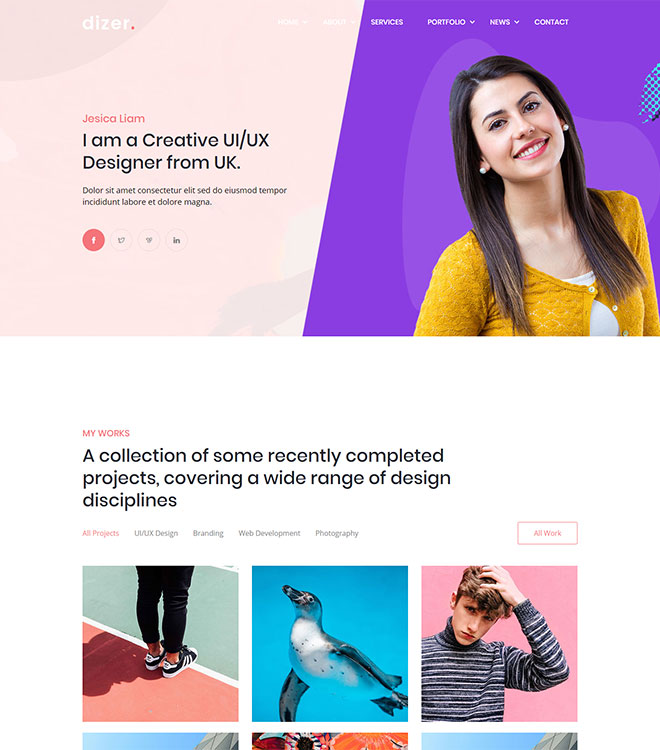 dizer.
HOME ABOUT SERVICES PORTFOLIO NEWS CONTACT
Jesica Liam
I am a Creative UI/UX
Designer from UK.
Dolor sit amet consectetur elit sed do eiusmod tempor
incididunt labore et dolore magna.
MY WORKS
A collection of some recently completed
projects, covering a wide range of design
disciplines
All Projects UI/UX Design Branding Web Development Photography All Work